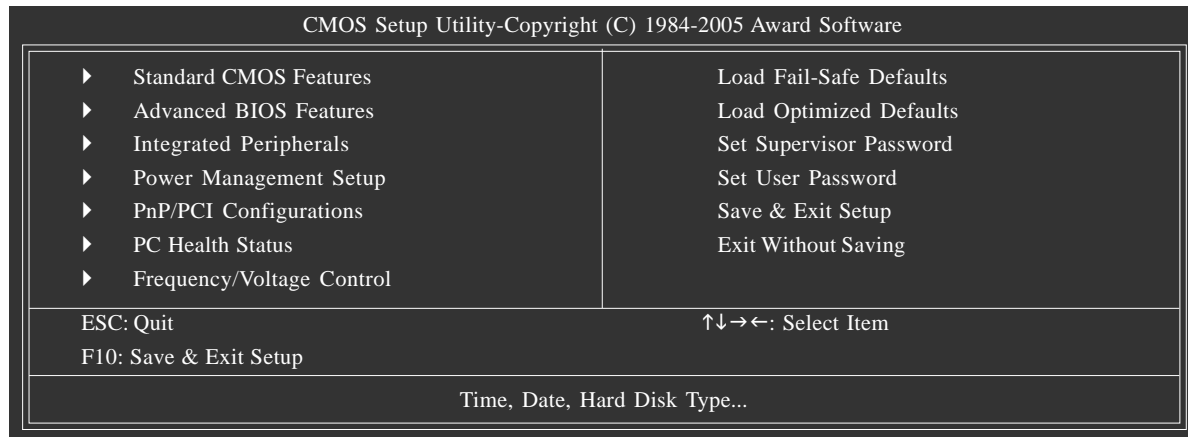 CMOS Setup Utility-Copyright (C) 1984-2005 Award Software
Standard CMOS Features
Advanced BIOS Features
Integrated Peripherals
Power Management Setup
PnP/PCI Configurations
PC Health Status
Frequency/Voltage Control
Load Fail-Safe Defaults
Load Optimized Defaults
Set Supervisor Password
Set User Password
Save & Exit Setup
Exit Without Saving
ESC: Quit
F10: Save & Exit Setup
↑↓→←: Select Item
Time, Date, Hard Disk Type...